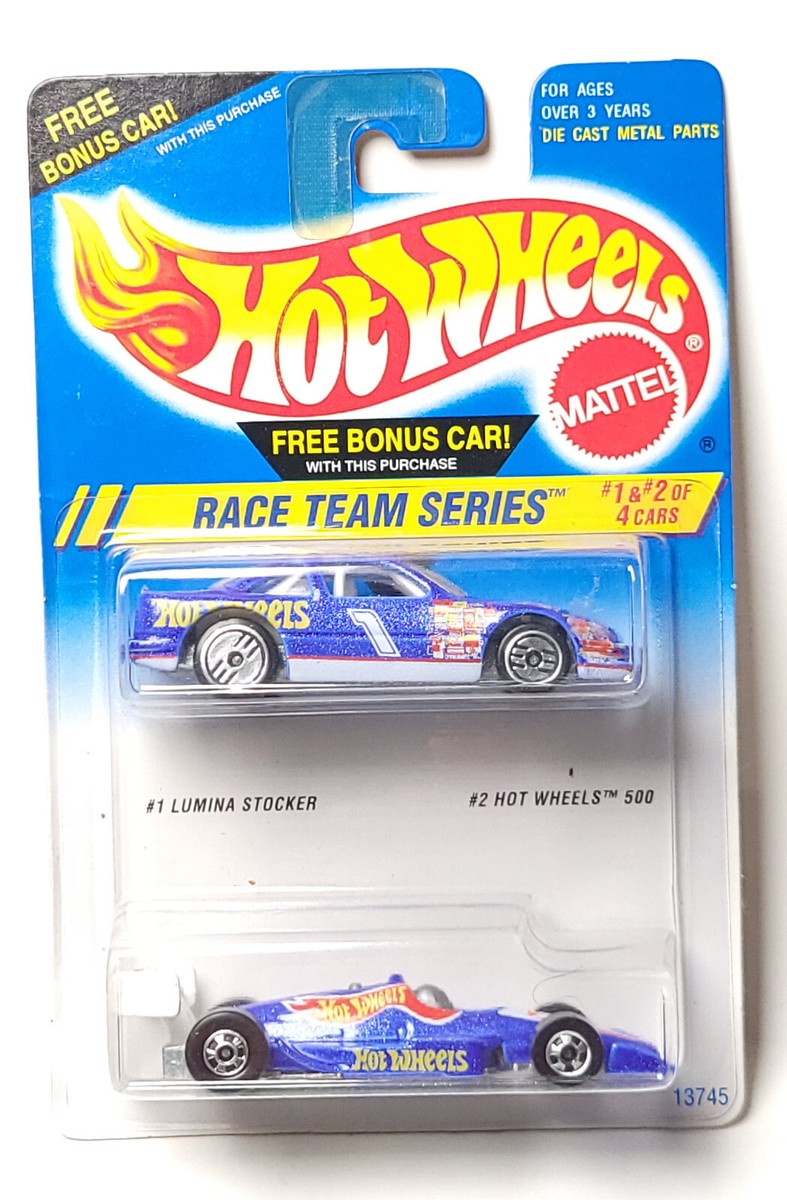 FREE
BONUS CAR!
WITH THIS PURCHASE
FOR AGES
OVER 3 YEARS
DIE CAST METAL PARTS
HOT WHEELS
®
MATTEL
®
FREE BONUS CAR!
WITH THIS PURCHASE
RACE TEAM SERIES™
#1 & #2 OF
4 CARS
HOT WHEELS
1
#1 LUMINA STOCKER
#2 HOT WHEELS™ 500
HOT WHEELS
HOT WHEELS
13745